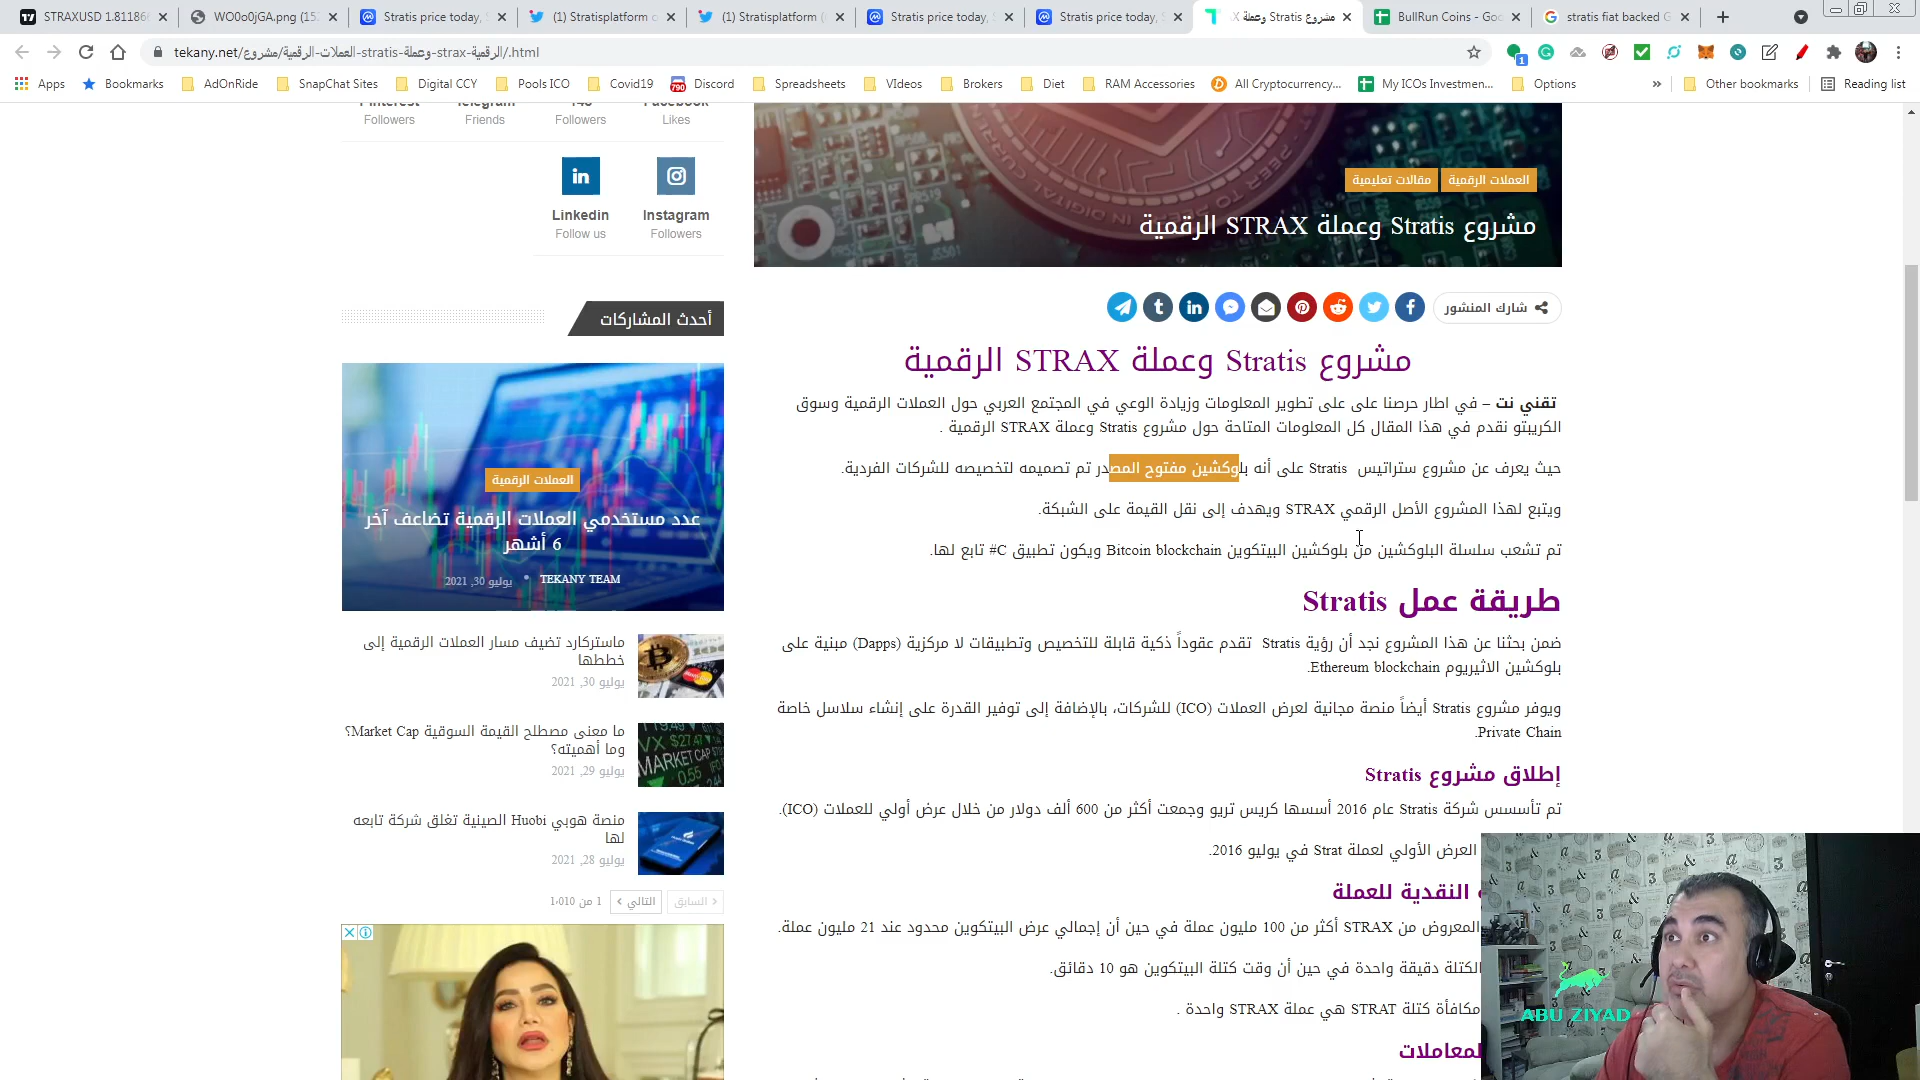 STRAXUSD 1.81186
WO0o0jGA.png (15
Stratis price today,
(1) Stratisplatform
(1) Stratisplatform (
Stratis price today,
Stratis price today,
مشروع Stratis وعملة X
BullRun Coins - Goo
stratis fiat backed G
tekany.net/مشروع-stratis-وعملة-strax-الرقمية/العملات-الرقمية/.html
Apps
Bookmarks
AdOnRide
SnapChat Sites
Digital CCY
Pools ICO
Covid19
790
Discord
Spreadsheets
VIdeos
Brokers
Diet
RAM Accessories
All Cryptocurrency...
My ICOs Investmen...
Options
»
Other bookmarks
Reading list
Pinterest
Followers
Telegram
Friends
Followers
Facebook
Likes
Linkedin
Follow us
Instagram
Followers
أحدث المشاركات
العملات الرقمية
عدد مستخدمي العملات الرقمية تضاعف آخر
6 أشهر
TEKANY TEAM • يوليو 30, 2021
ماستركارد تضيف مسار العملات الرقمية إلى
خططها
يوليو 30, 2021
ما معنى مصطلح القيمة السوقية Market Cap؟
وما أهميته؟
يوليو 29, 2021
MARKET CAP
منصة هوبي Huobi الصينية تغلق شركة تابعه
لها
يوليو 28, 2021
السابق
التالي
1 من 1،010
العملات الرقمية
مقالات تعليمية
مشروع Stratis وعملة STRAX الرقمية
شارك المنشور
مشروع Stratis وعملة STRAX الرقمية
تقني نت – في اطار حرصنا على على تطوير المعلومات وزيادة الوعي في المجتمع العربي حول العملات الرقمية وسوق
الكريبتو نقدم في هذا المقال كل المعلومات المتاحة حول مشروع Stratis وعملة STRAX الرقمية .
حيث يعرف عن مشروع ستراتيس Stratis على أنه بلوكشين مفتوح المصدر تم تصميمه لتخصيصه للشركات الفردية.
ويتبع لهذا المشروع الأصل الرقمي STRAX ويهدف إلى نقل القيمة على الشبكة.
تم تشعب سلسلة البلوكشين من بلوكشين البيتكوين Bitcoin blockchain ويكون تطبيق C# تابع لها.
طريقة عمل Stratis
ضمن بحثنا عن هذا المشروع نجد أن رؤية Stratis تقدم عقوداً ذكية قابلة للتخصيص وتطبيقات لا مركزية (Dapps) مبنية على
بلوكشين الاثيريوم Ethereum blockchain.
ويوفر مشروع Stratis أيضاً منصة مجانية لعرض العملات (ICO) للشركات، بالإضافة إلى توفير القدرة على إنشاء سلاسل خاصة
Private Chain.
إطلاق مشروع Stratis
تم تأسسس شركة Stratis عام 2016 أسسها كريس تريو وجمعت أكثر من 600 ألف دولار من خلال عرض أولي للعملات (ICO).
العرض الأولي لعملة Strat في يوليو 2016.
النقدية للعملة
المعروض من STRAX أكثر من 100 مليون عملة في حين أن إجمالي عرض البيتكوين محدود عند 21 مليون عملة.
الكتلة دقيقة واحدة في حين أن وقت كتلة البيتكوين هو 10 دقائق.
مكافأة كتلة STRAT هي عملة STRAX واحدة .
المعاملات
ABU ZIYAD